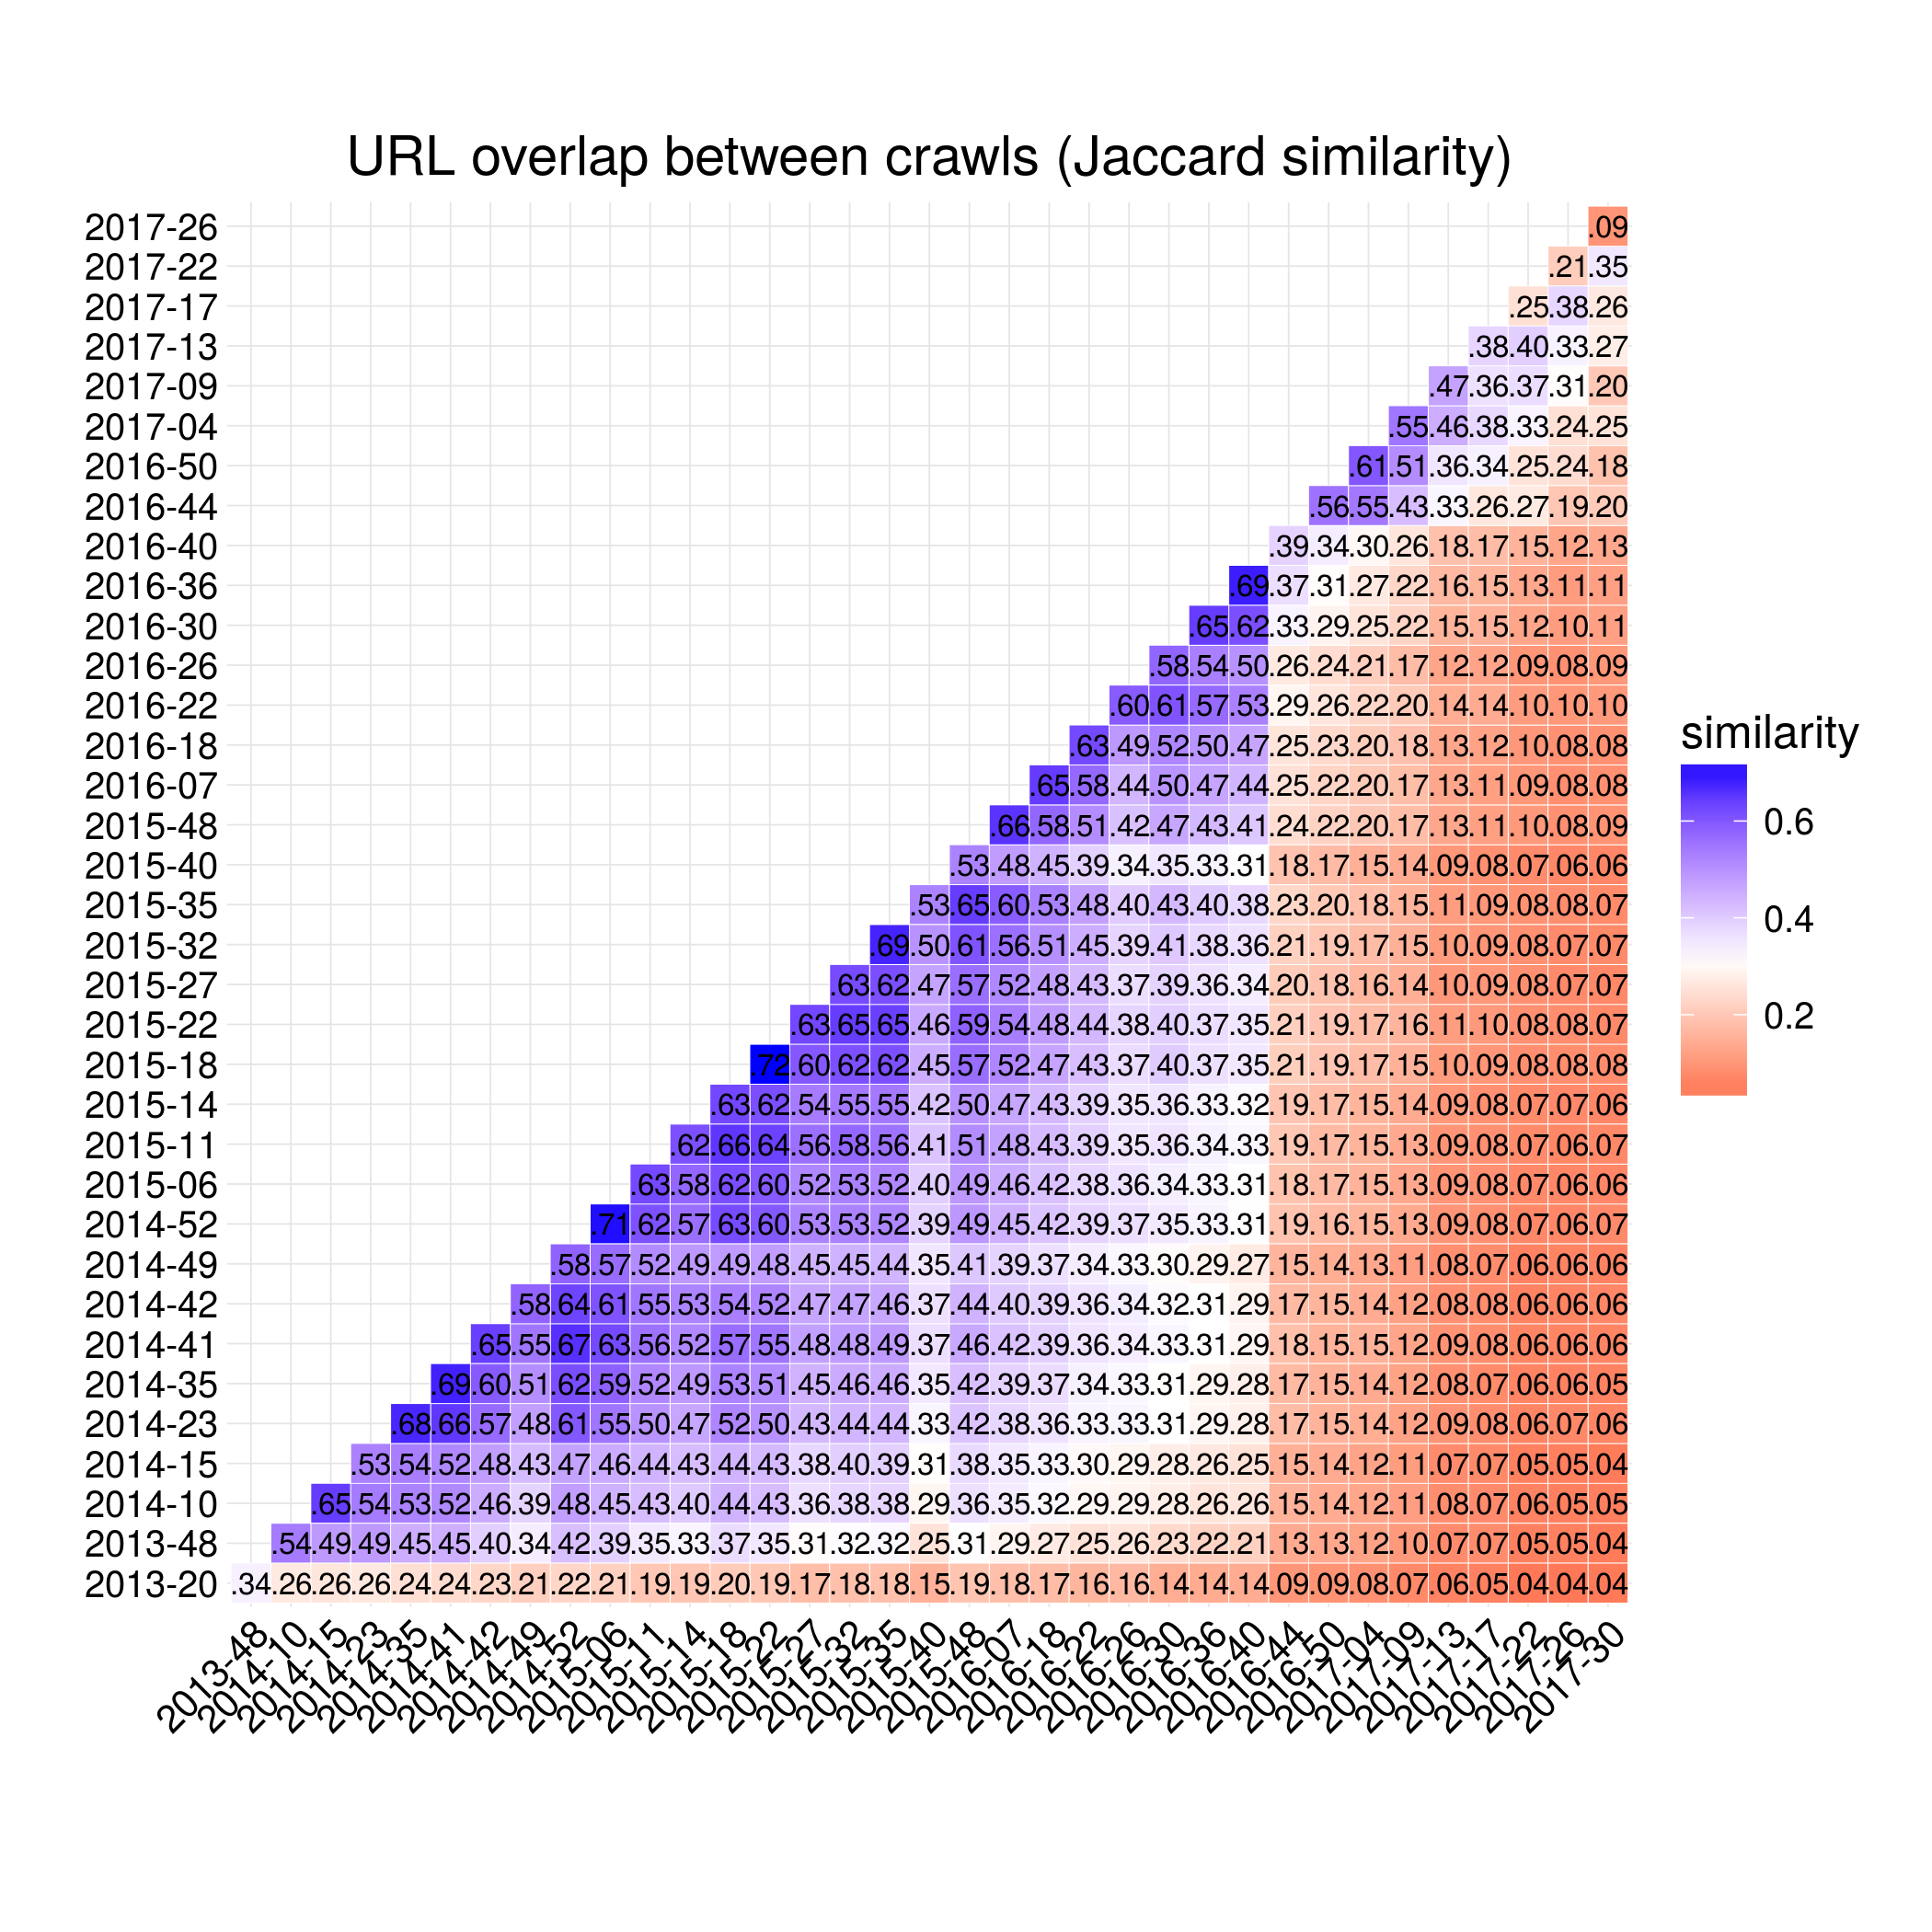 URL overlap between crawls (Jaccard similarity)
2017-26 .09
2017-22 .21 .35
2017-17 .25 .38 .26
2017-13 .38 .40 .33 .27
2017-09 .47 .36 .37 .31 .20
2017-04 .55 .46 .38 .33 .24 .25
2016-50 .61 .51 .36 .34 .25 .24 .18
2016-44 .56 .55 .43 .33 .26 .27 .19 .20
2016-40 .39 .34 .30 .26 .18 .17 .15 .12 .13
2016-36 .69 .37 .31 .27 .22 .16 .15 .13 .11 .11
2016-30 .65 .62 .33 .29 .25 .22 .15 .15 .12 .10 .11
2016-26 .58 .54 .50 .26 .24 .21 .17 .12 .12 .09 .08 .09
2016-22 .60 .61 .57 .53 .29 .26 .22 .20 .14 .14 .10 .10 .10
2016-18 .63 .49 .52 .50 .47 .25 .23 .20 .18 .13 .12 .10 .08 .08
2016-07 .65 .58 .44 .50 .47 .44 .25 .22 .20 .17 .13 .11 .09 .08 .08
2015-48 .66 .58 .51 .42 .47 .43 .41 .24 .22 .20 .17 .13 .11 .10 .08 .09
2015-40 .53 .48 .45 .39 .34 .35 .33 .31 .18 .17 .15 .14 .09 .08 .07 .06 .06
2015-35 .53 .65 .60 .53 .48 .40 .43 .40 .38 .23 .20 .18 .15 .11 .09 .08 .08 .07
2015-32 .69 .50 .61 .56 .51 .45 .39 .41 .38 .36 .21 .19 .17 .15 .10 .09 .08 .07 .07
2015-27 .63 .62 .47 .57 .52 .48 .43 .37 .39 .36 .34 .20 .18 .16 .14 .10 .09 .08 .07 .07
2015-22 .63 .65 .65 .46 .59 .54 .48 .44 .38 .40 .37 .35 .21 .19 .17 .16 .11 .10 .08 .08 .07
2015-18 .72 .60 .62 .62 .45 .57 .52 .47 .43 .37 .40 .37 .35 .21 .19 .17 .15 .10 .09 .08 .08 .08
2015-14 .63 .62 .54 .55 .55 .42 .50 .47 .43 .39 .35 .36 .33 .32 .19 .17 .15 .14 .09 .08 .07 .07 .06
2015-11 .62 .66 .64 .56 .58 .56 .41 .51 .48 .43 .39 .35 .36 .34 .33 .19 .17 .15 .13 .09 .08 .07 .06 .07
2015-06 .63 .58 .62 .60 .52 .53 .52 .40 .49 .46 .42 .38 .36 .34 .33 .31 .18 .17 .15 .13 .09 .08 .07 .06 .06
2014-52 .71 .62 .57 .63 .60 .53 .53 .52 .39 .49 .45 .42 .39 .37 .35 .33 .31 .19 .16 .15 .13 .09 .08 .07 .06 .07
2014-49 .58 .57 .52 .49 .49 .48 .45 .45 .44 .35 .41 .39 .37 .34 .33 .30 .29 .27 .15 .14 .13 .11 .08 .07 .06 .06 .06
2014-42 .58 .64 .61 .55 .53 .54 .52 .47 .47 .46 .37 .44 .40 .39 .36 .34 .32 .31 .29 .17 .15 .14 .12 .08 .08 .06 .06 .06
2014-41 .65 .55 .67 .63 .56 .52 .57 .55 .48 .48 .49 .37 .46 .42 .39 .36 .34 .33 .31 .29 .18 .15 .15 .12 .09 .08 .06 .06 .06
2014-35 .69 .60 .51 .62 .59 .52 .49 .53 .51 .45 .46 .46 .35 .42 .39 .37 .34 .33 .31 .29 .28 .17 .15 .14 .12 .08 .07 .06 .06 .05
2014-23 .68 .66 .57 .48 .61 .55 .50 .47 .52 .50 .43 .44 .44 .33 .42 .38 .36 .33 .33 .31 .29 .28 .17 .15 .14 .12 .09 .08 .06 .07 .06
2014-15 .53 .54 .52 .48 .43 .47 .46 .44 .43 .44 .43 .38 .40 .39 .31 .38 .35 .33 .30 .29 .28 .26 .25 .15 .14 .12 .11 .07 .07 .05 .05 .04
2014-10 .65 .54 .53 .52 .46 .39 .48 .45 .43 .40 .44 .43 .36 .38 .38 .29 .36 .35 .32 .29 .29 .28 .26 .26 .15 .14 .12 .11 .08 .07 .06 .05 .05
2013-48 .54 .49 .49 .45 .45 .40 .34 .42 .39 .35 .33 .37 .35 .31 .32 .32 .25 .31 .29 .27 .25 .26 .23 .22 .21 .13 .13 .12 .10 .07 .07 .05 .05 .04
2013-20 .34 .26 .26 .26 .24 .24 .23 .21 .22 .21 .19 .19 .20 .19 .17 .18 .18 .15 .19 .18 .17 .16 .16 .14 .14 .14 .09 .09 .08 .07 .06 .05 .04 .04 .04
2013-48 2014-10 2014-15 2014-23 2014-35 2014-41 2014-42 2014-49 2014-52 2015-06 2015-11 2015-14 2015-18 2015-22 2015-27 2015-32 2015-35 2015-40 2015-48 2016-07 2016-18 2016-22 2016-26 2016-30 2016-36 2016-40 2016-44 2016-50 2017-04 2017-09 2017-13 2017-17 2017-22 2017-26 2017-30
similarity
0.6
0.4
0.2